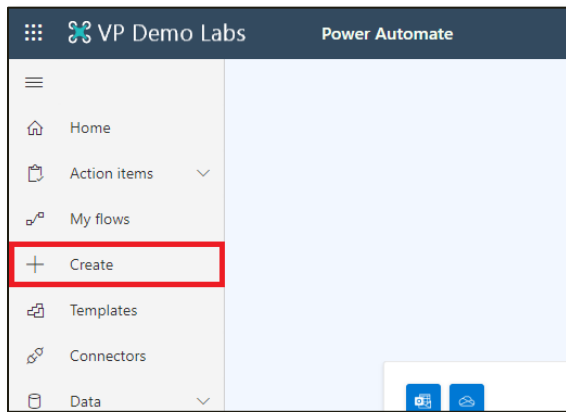 VP Demo Labs Power Automate
Home
Action items
My flows
Create
Templates
Connectors
Data